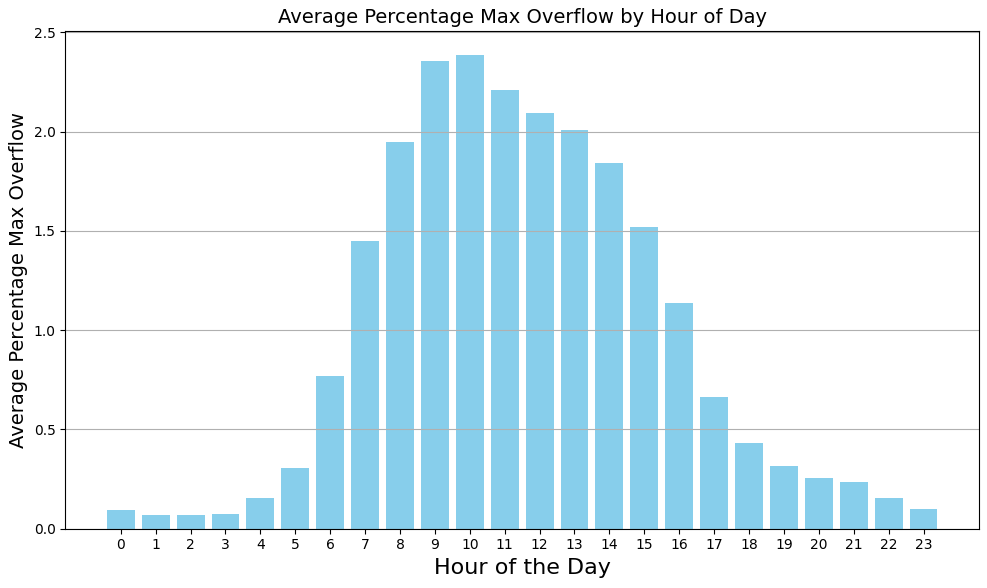 Average Percentage Max Overflow by Hour of Day
Average Percentage Max Overflow
2.5
2.0
1.5
1.0
0.5
0.0
0 1 2 3 4 5 6 7 8 9 10 11 12 13 14 15 16 17 18 19 20 21 22 23
Hour of the Day